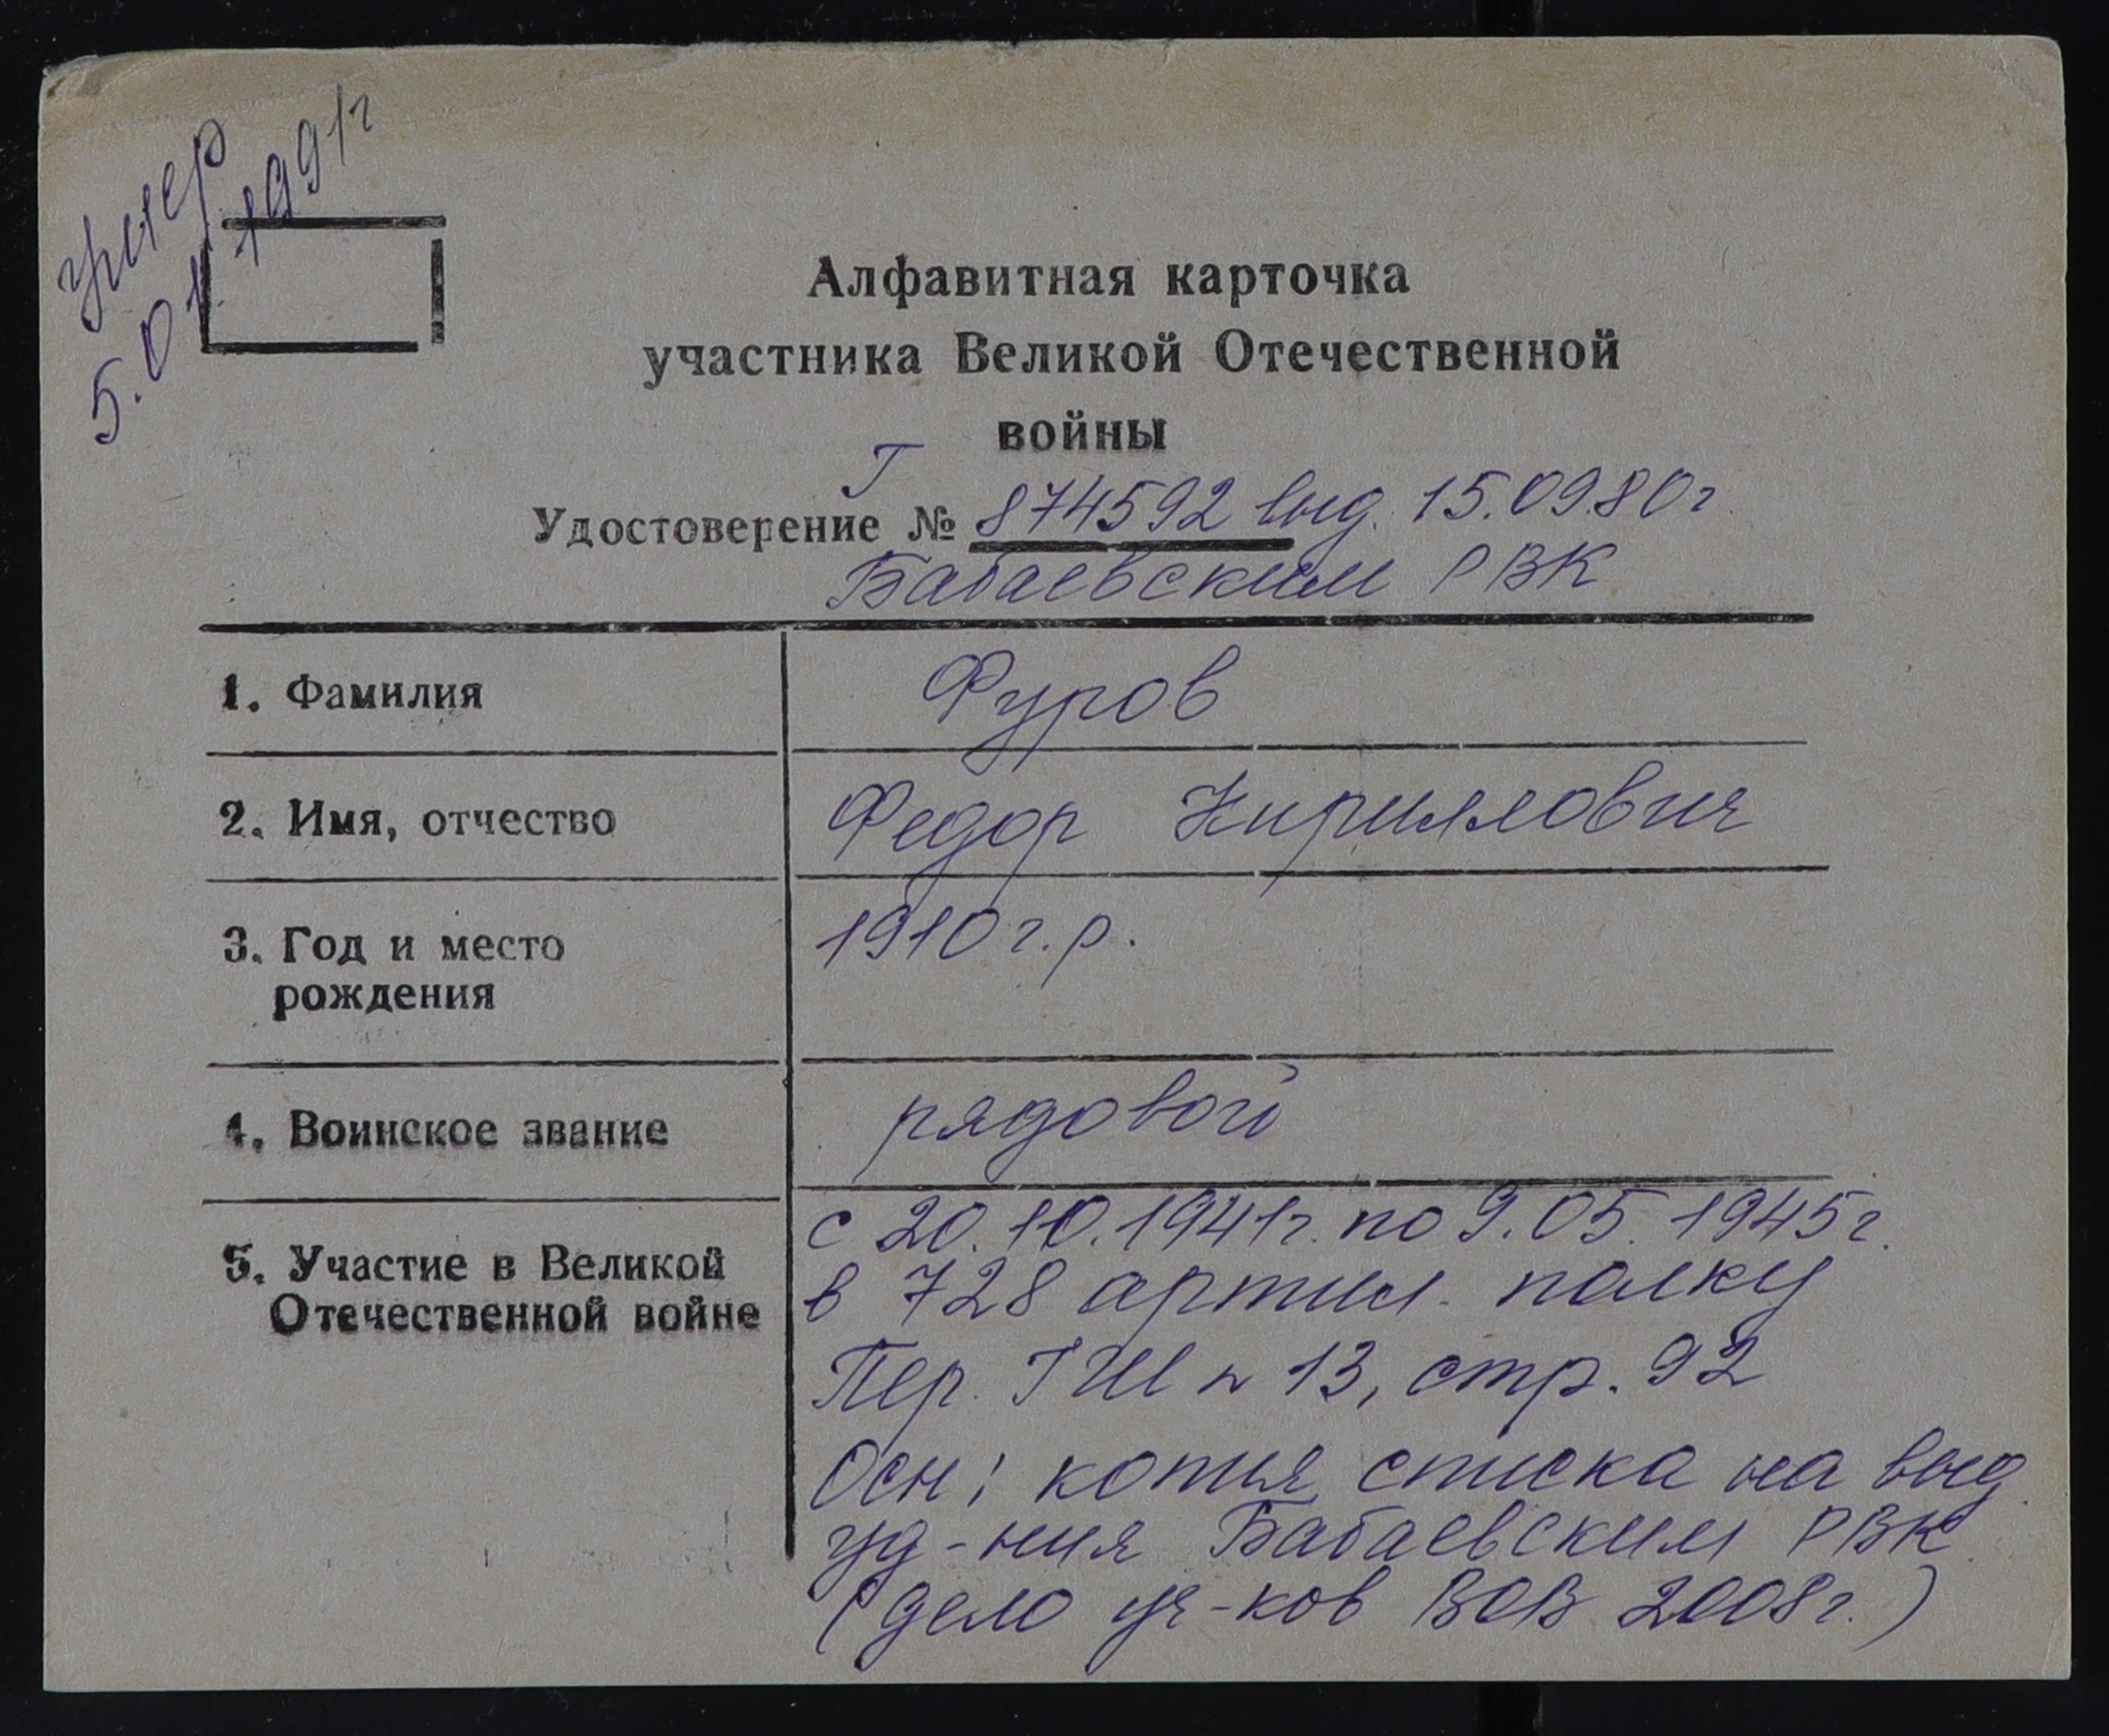 умер
5.01.1991г
Алфавитная карточка
участника Великой Отечественной
войны
Удостоверение № Г 874592 выд. 15.09.80г.
Бабаевским РВК
1. Фамилия Фуров
2. Имя, отчество Федор Кириллович
3. Год и место 1910 г.р.
рождения
4. Воинское звание рядовой
с 20.10.1941г. по 9.05.1945г.
5. Участие в Великой в 728 артил. полку
Отечественной войне
Пер. ГШ № 13, стр. 92
Осн: копия списка на выд.
уд-ния Бабаевским РВК
(дело уч-ков ВОВ 2008г.)